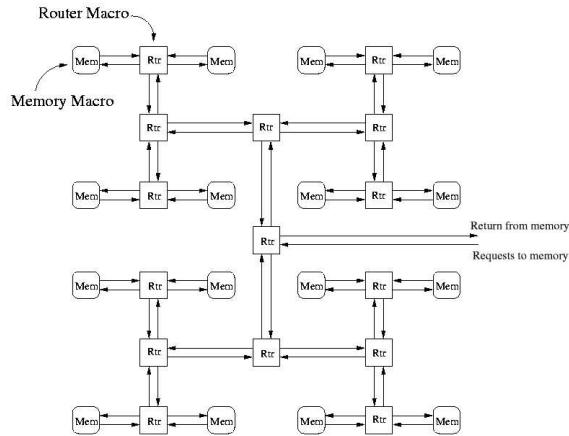 Router Macro
Mem Rtr Mem Mem Rtr Mem
Memory Macro
Rtr Rtr Rtr
Mem Rtr Mem Mem Rtr Mem
Return from memory
Rtr
Requests to memory
Mem Rtr Mem Mem Rtr Mem
Rtr Rtr Rtr
Mem Rtr Mem Mem Rtr Mem